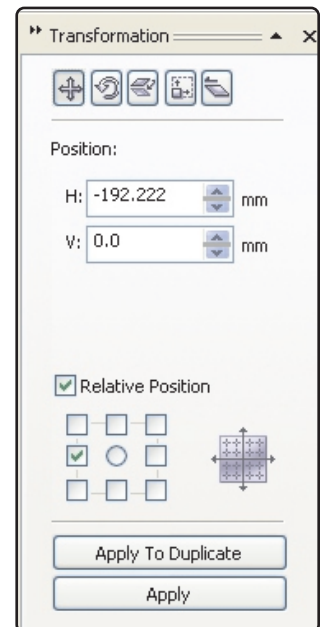 Transformation
Position:
H: -192.222 mm
V: 0.0 mm
Relative Position
Apply To Duplicate
Apply